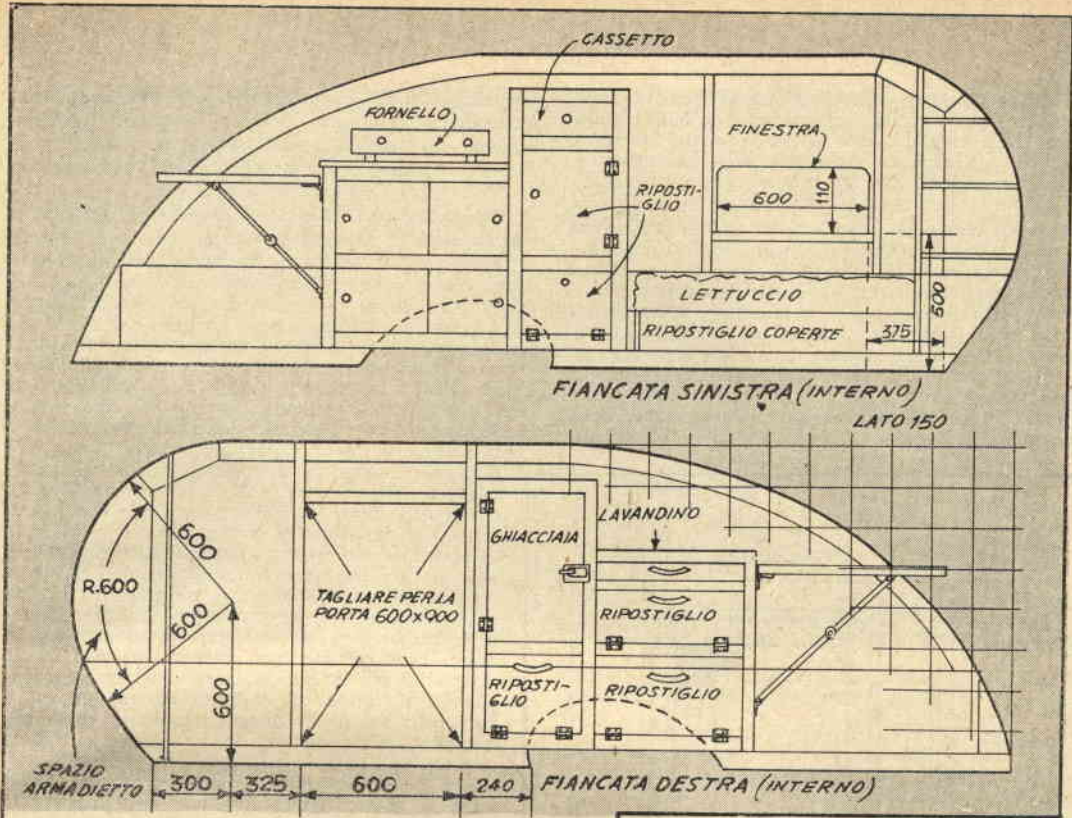 CASSETTO
FORNELLO
FINESTRA
RIPOSTI-
GLIO
600
110
LETTUCCIO
600
RIPOSTIGLIO COPERTE
375
FIANCATA SINISTRA (INTERNO)
LATO 150
LAVANDINO
GHIACCIAIA
600
R.600
TAGLIARE PER LA
PORTA 600x900
RIPOSTIGLIO
600
600
RIPOSTI-
GLIO
RIPOSTIGLIO
SPAZIO
ARMADIETTO
300
325
600
240
FIANCATA DESTRA (INTERNO)